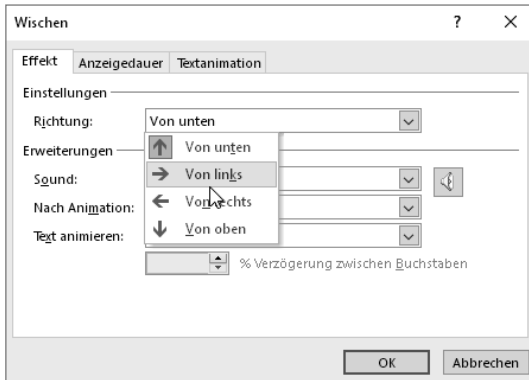 Wischen ?
Effekt Anzeigedauer Textanimation
Einstellungen
Richtung: Von unten
Von unten
Erweiterungen
Von links
Sound:
Nach Animation: Von rechts
Text animieren: Von oben
% Verzögerung zwischen Buchstaben
OK Abbrechen